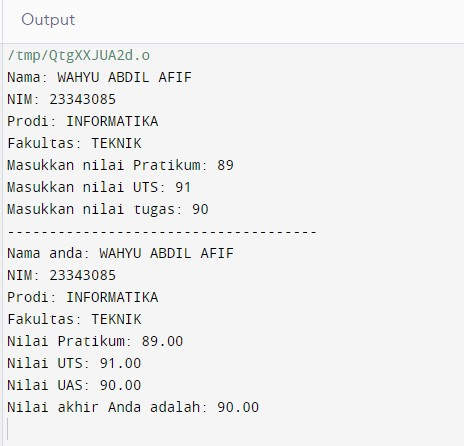 Output
/tmp/QtgXXJUA2d.o
Nama: WAHYU ABDIL AFIF
NIM: 23343085
Prodi: INFORMATIKA
Fakultas: TEKNIK
Masukkan nilai Pratikum: 89
Masukkan nilai UTS: 91
Masukkan nilai tugas: 90
-------------------------------------
Nama anda: WAHYU ABDIL AFIF
NIM: 23343085
Prodi: INFORMATIKA
Fakultas: TEKNIK
Nilai Pratikum: 89.00
Nilai UTS: 91.00
Nilai UAS: 90.00
Nilai akhir Anda adalah: 90.00